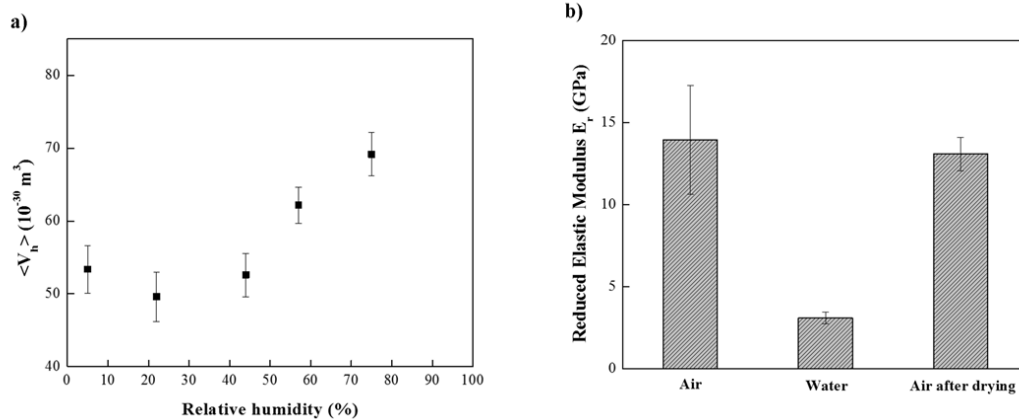 a)
80
70
60
50
40
<V_h> (10^-30 m^3)
0 10 20 30 40 50 60 70 80 90 100
Relative humidity (%)
b)
20
15
10
5
0
Reduced Elastic Modulus E_r (GPa)
Air Water Air after drying